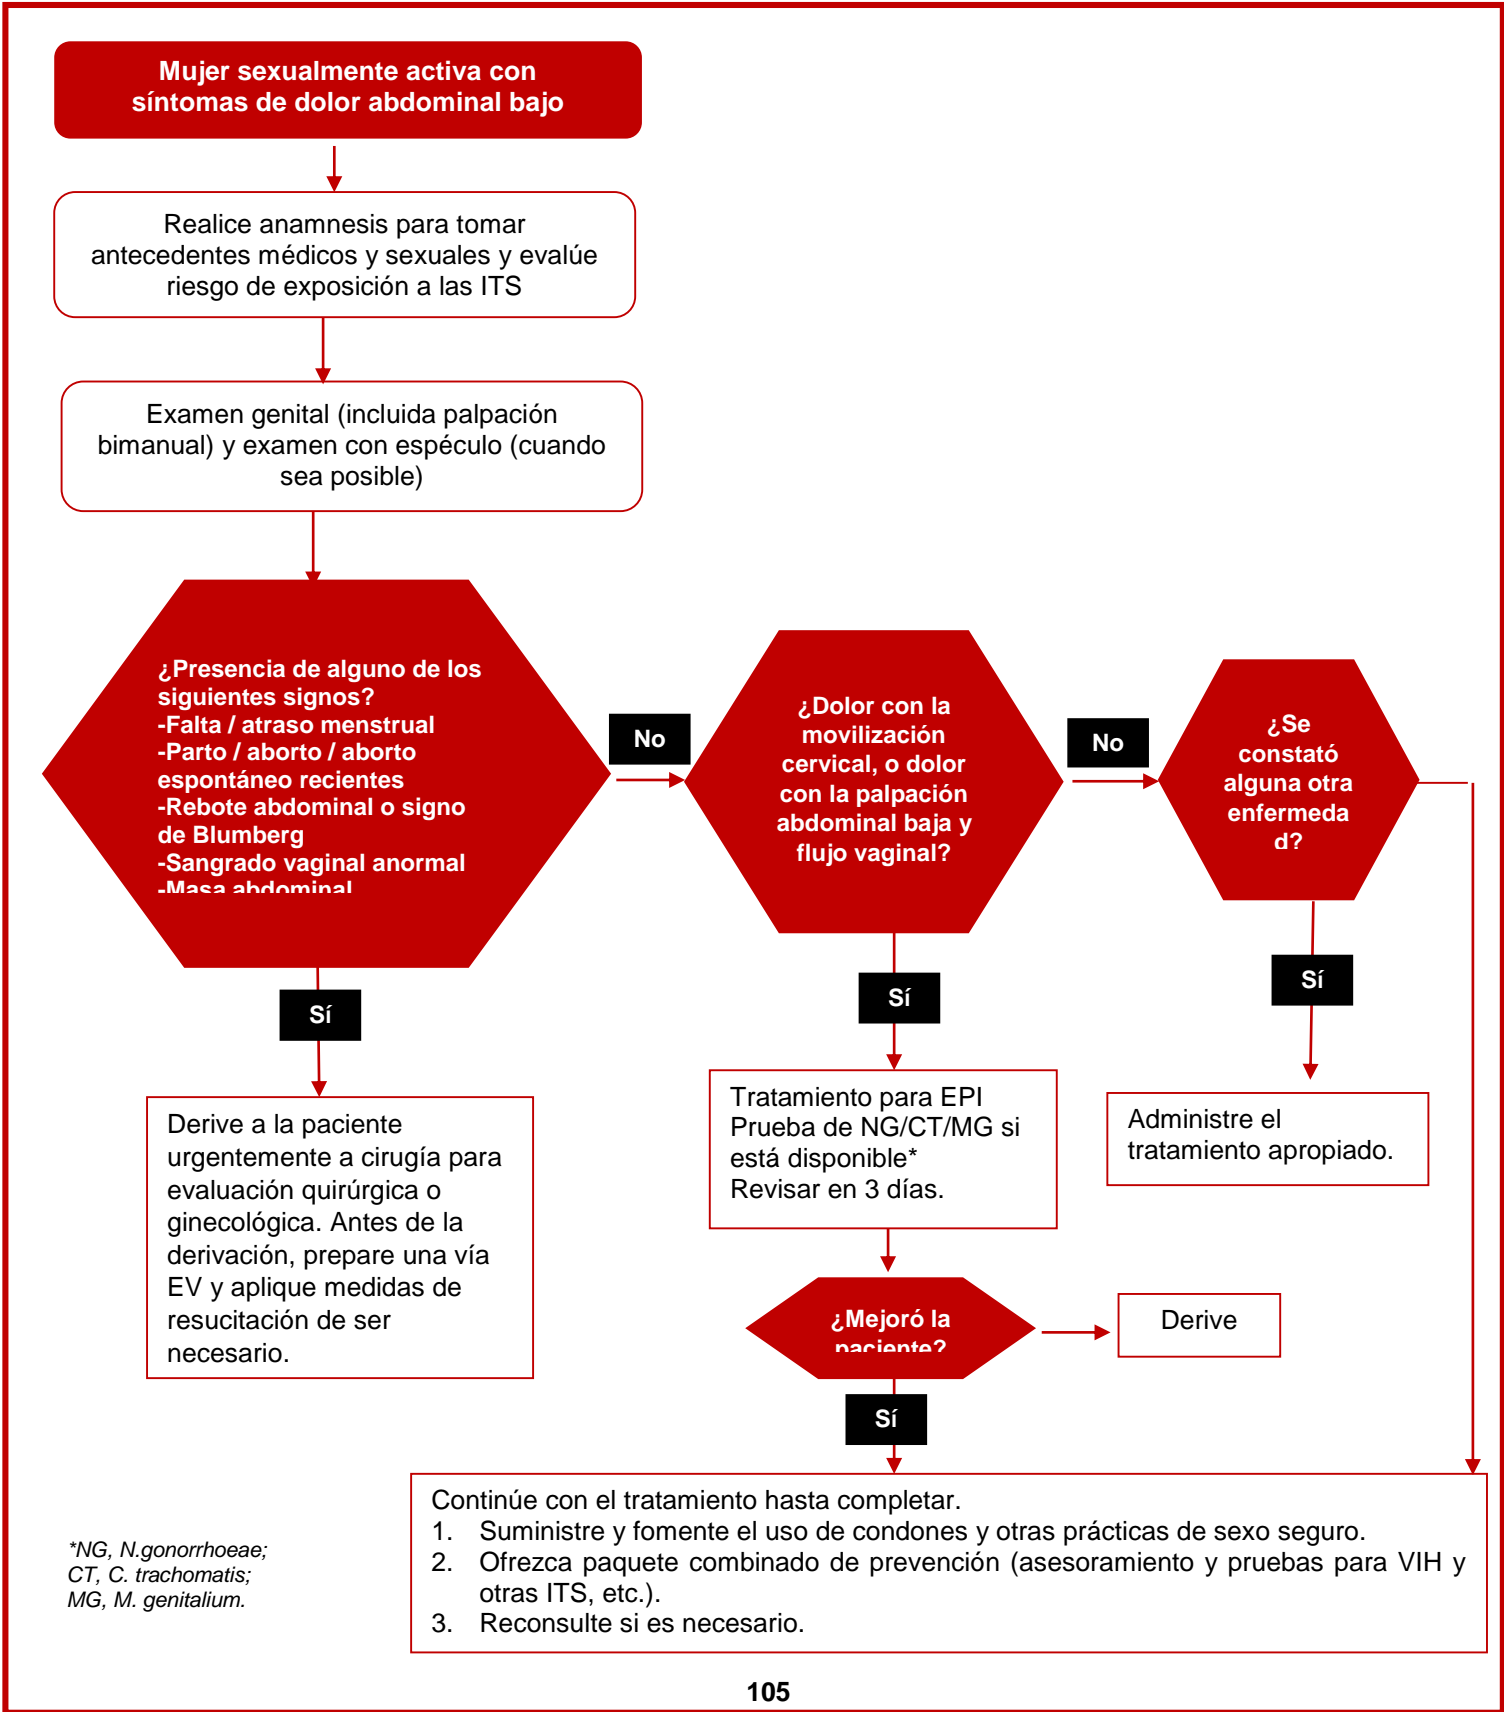 Mujer sexualmente activa con
síntomas de dolor abdominal bajo
Realice anamnesis para tomar
antecedentes médicos y sexuales y evalúe
riesgo de exposición a las ITS
Examen genital (incluida palpación
bimanual) y examen con espéculo (cuando
sea posible)
¿Presencia de alguno de los
siguientes signos?
-Falta / atraso menstrual
-Parto / aborto / aborto
espontáneo recientes
-Rebote abdominal o signo
de Blumberg
-Sangrado vaginal anormal
-Masa abdominal
No
¿Dolor con la
movilización
cervical, o dolor
con la palpación
abdominal baja y
flujo vaginal?
No
¿Se
constató
alguna otra
enfermeda
d?
Sí
Sí
Sí
Derive a la paciente
urgentemente a cirugía para
evaluación quirúrgica o
ginecológica. Antes de la
derivación, prepare una vía
EV y aplique medidas de
resucitación de ser
necesario.
Tratamiento para EPI
Prueba de NG/CT/MG si
está disponible*
Revisar en 3 días.
Administre el
tratamiento apropiado.
¿Mejoró la
paciente?
Derive
Sí
Continúe con el tratamiento hasta completar.
1. Suministre y fomente el uso de condones y otras prácticas de sexo seguro.
2. Ofrezca paquete combinado de prevención (asesoramiento y pruebas para VIH y
otras ITS, etc.).
3. Reconsulte si es necesario.
*NG, N.gonorrhoeae;
CT, C. trachomatis;
MG, M. genitalium.
105